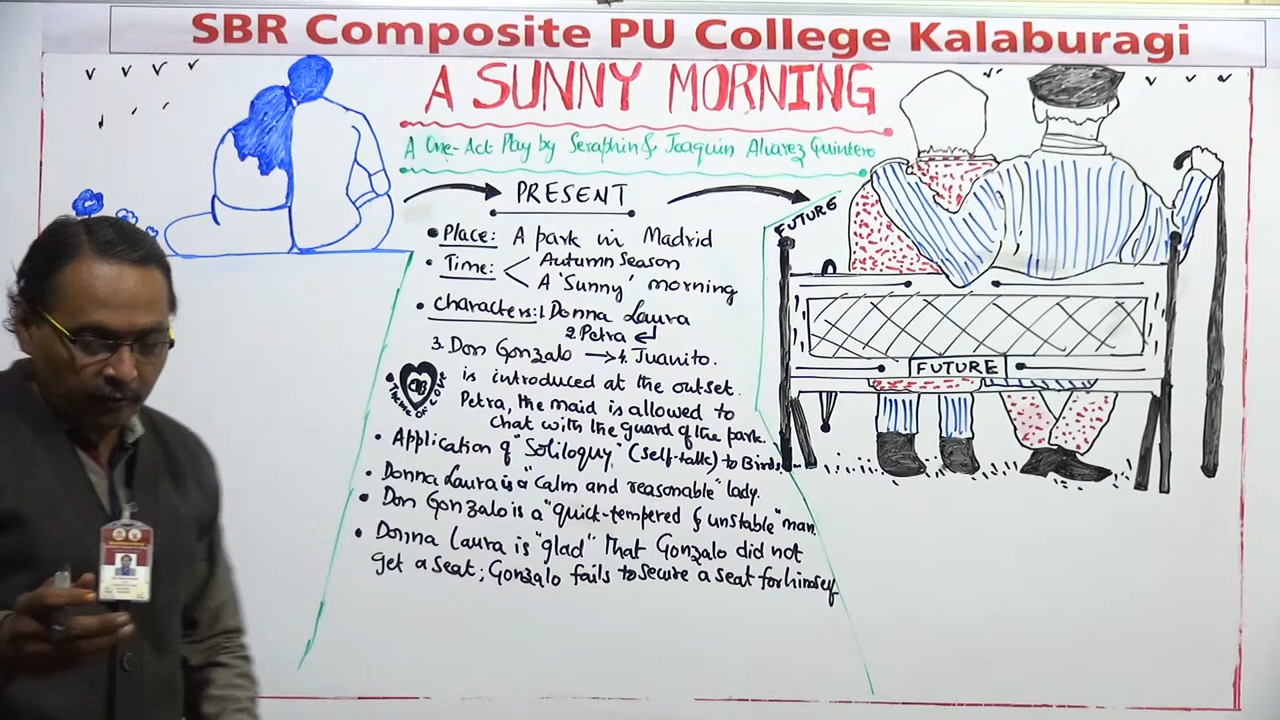 SBR Composite PU College Kalaburagi
A SUNNY MORNING
A One-Act Play by Seraphin & Joaquin Alvarez Quintero
PRESENT
• Place: A park in Madrid
• Time: < Autumn Season
A 'Sunny' morning
• Characters: 1. Donna Laura
2. Petra
3. Don Gonzalo → 4. Juanito.
THEME OF LOVE
is introduced at the outset.
Petra, the maid is allowed to
chat with the guard of the park.
• Application of "Soliloquy" (self-talk) to Birds.
• Donna Laura is a "calm and reasonable" lady.
• Don Gonzalo is a "quick-tempered & unstable" man.
• Donna Laura is "glad" that Gonzalo did not
get a seat; Gonzalo fails to secure a seat for himself
FUTURE
FUTURE